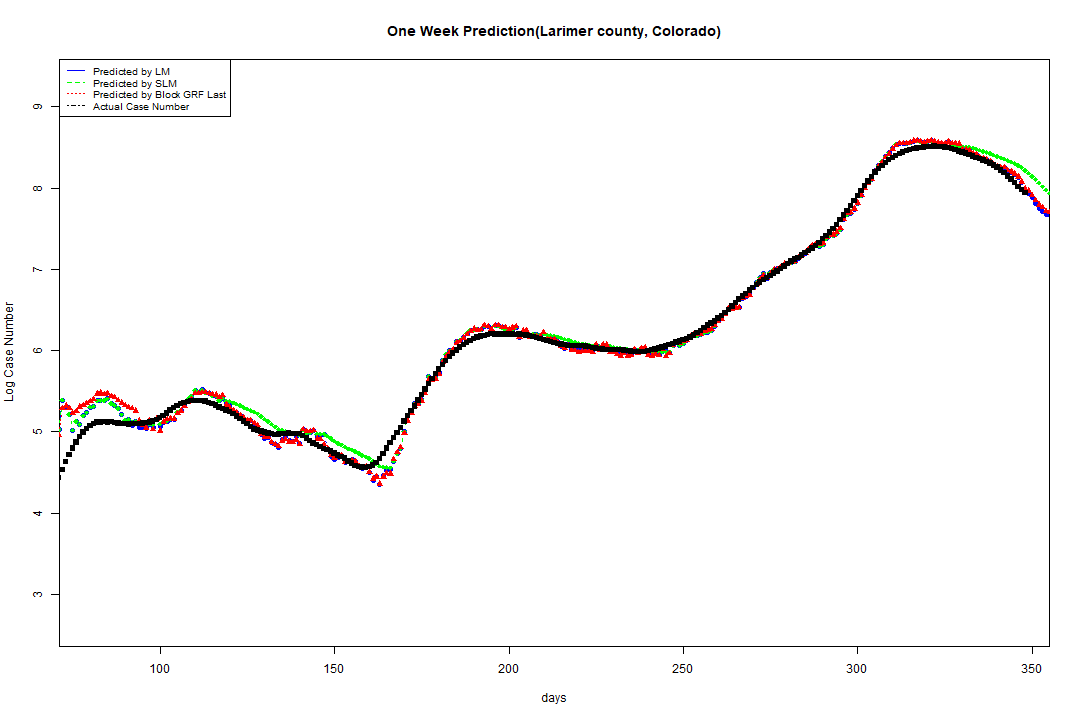 One Week Prediction(Larimer county, Colorado)
Predicted by LM
Predicted by SLM
Predicted by Block GRF Last
Actual Case Number
9
8
7
6
5
4
3
Log Case Number
100 150 200 250 300 350
days